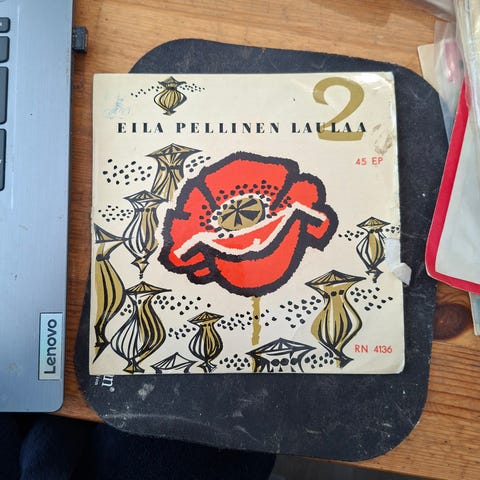 2
EILA PELLINEN LAULAA
45 EP
RN 4136
Lenovo